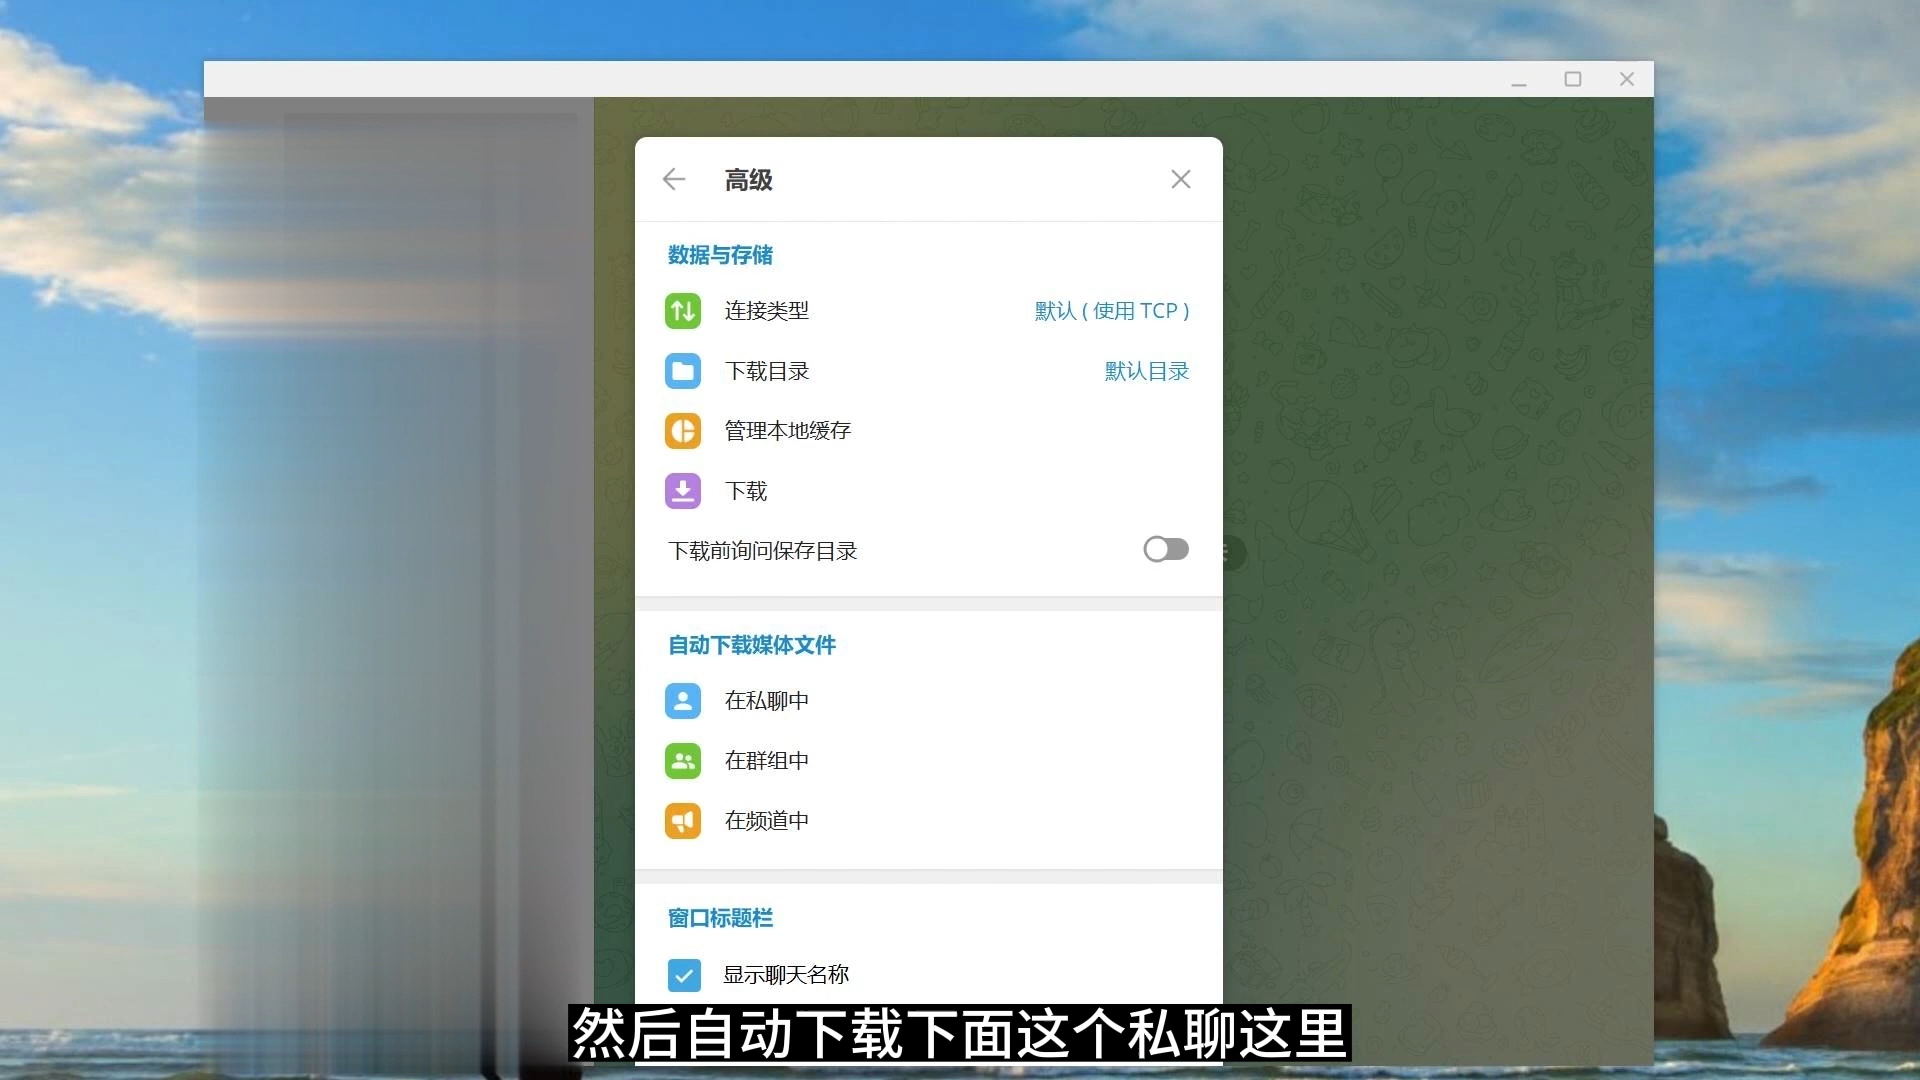 高级
数据与存储
连接类型 默认 ( 使用 TCP )
下载目录 默认目录
管理本地缓存
下载
下载前询问保存目录
自动下载媒体文件
在私聊中
在群组中
在频道中
窗口标题栏
显示聊天名称
然后自动下载下面这个私聊这里